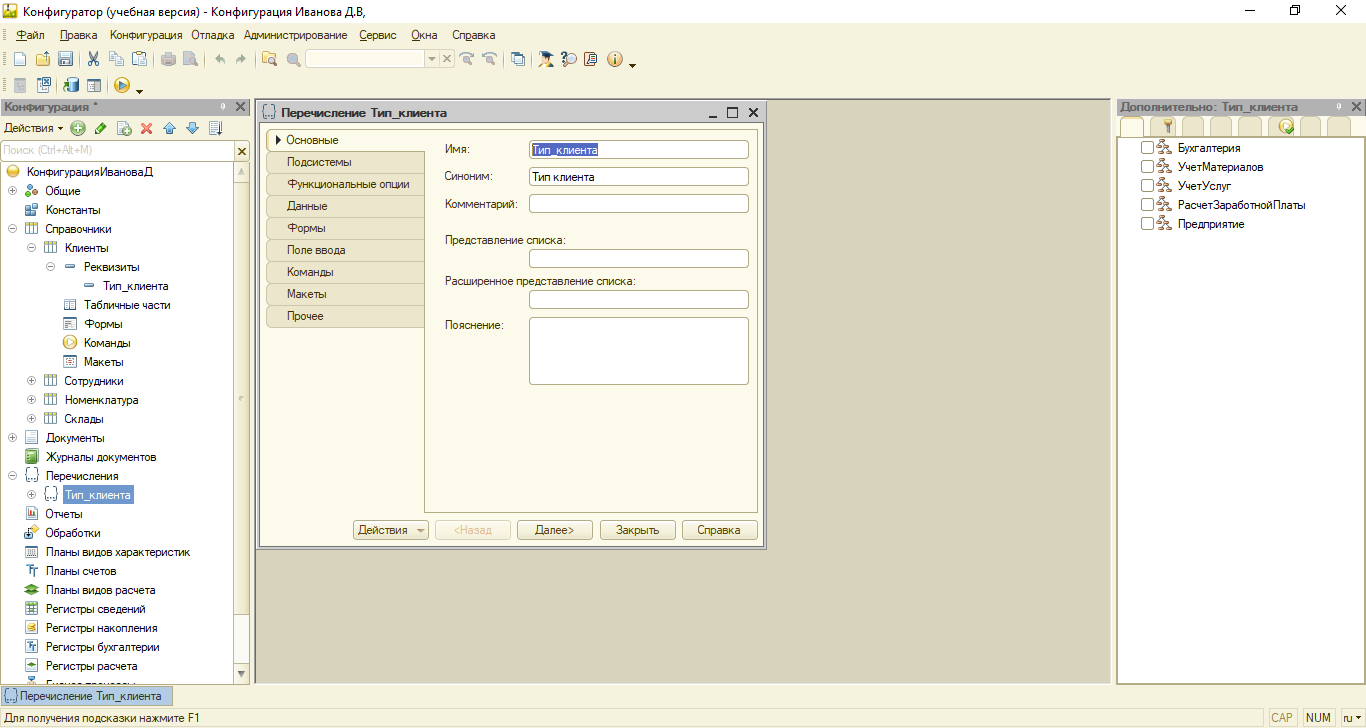 Конфигуратор (учебная версия) - Конфигурация Иванова Д.В,
Файл Правка Конфигурация Отладка Администрирование Сервис Окна Справка
Конфигурация *
Действия
Поиск (Ctrl+Alt+M)
КонфигурацияИвановаД
Общие
Константы
Справочники
Клиенты
Реквизиты
Тип_клиента
Табличные части
Формы
Команды
Макеты
Сотрудники
Номенклатура
Склады
Документы
Журналы документов
Перечисления
Тип_клиента
Отчеты
Обработки
Планы видов характеристик
Планы счетов
Планы видов расчета
Регистры сведений
Регистры накопления
Регистры бухгалтерии
Регистры расчета
Перечисление Тип_клиента
Основные
Подсистемы
Функциональные опции
Данные
Формы
Поле ввода
Команды
Макеты
Прочее
Имя: Тип_клиента
Синоним: Тип клиента
Комментарий:
Представление списка:
Расширенное представление списка:
Пояснение:
Действия <Назад Далее> Закрыть Справка
Дополнительно: Тип_клиента
Бухгалтерия
УчетМатериалов
УчетУслуг
РасчетЗаработнойПлаты
Предприятие
Перечисление Тип_клиента
Для получения подсказки нажмите F1
CAP NUM ru